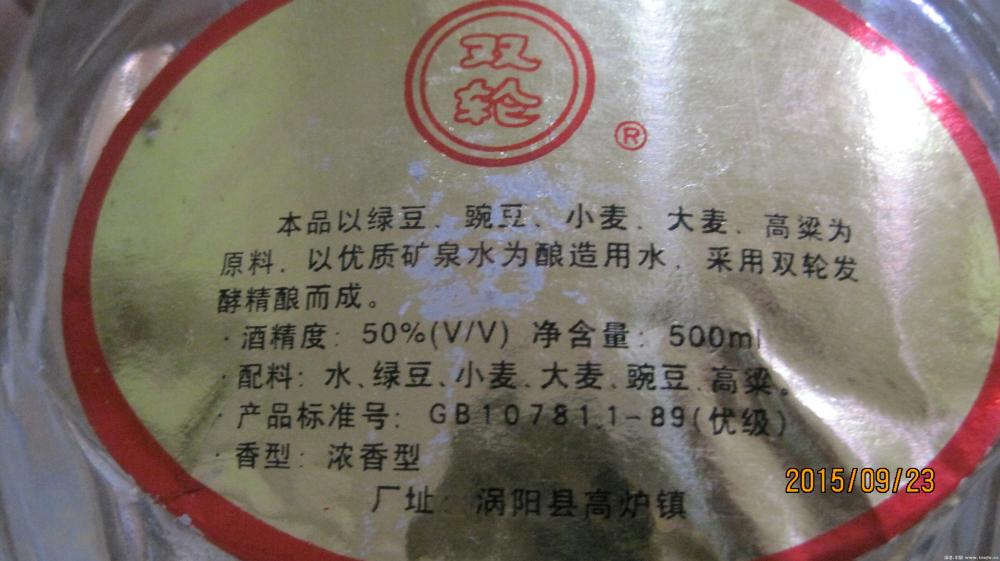 双
轮
®
本品以绿豆、豌豆、小麦、大麦、高粱为
原料，以优质矿泉水为酿造用水，采用双轮发
酵精酿而成。
·酒精度：50%(V/V) 净含量：500ml
·配料：水、绿豆、小麦、大麦、豌豆、高粱。
·产品标准号：GB10781.1-89(优级)
·香型：浓香型
厂址：涡阳县高炉镇
2015/09/23